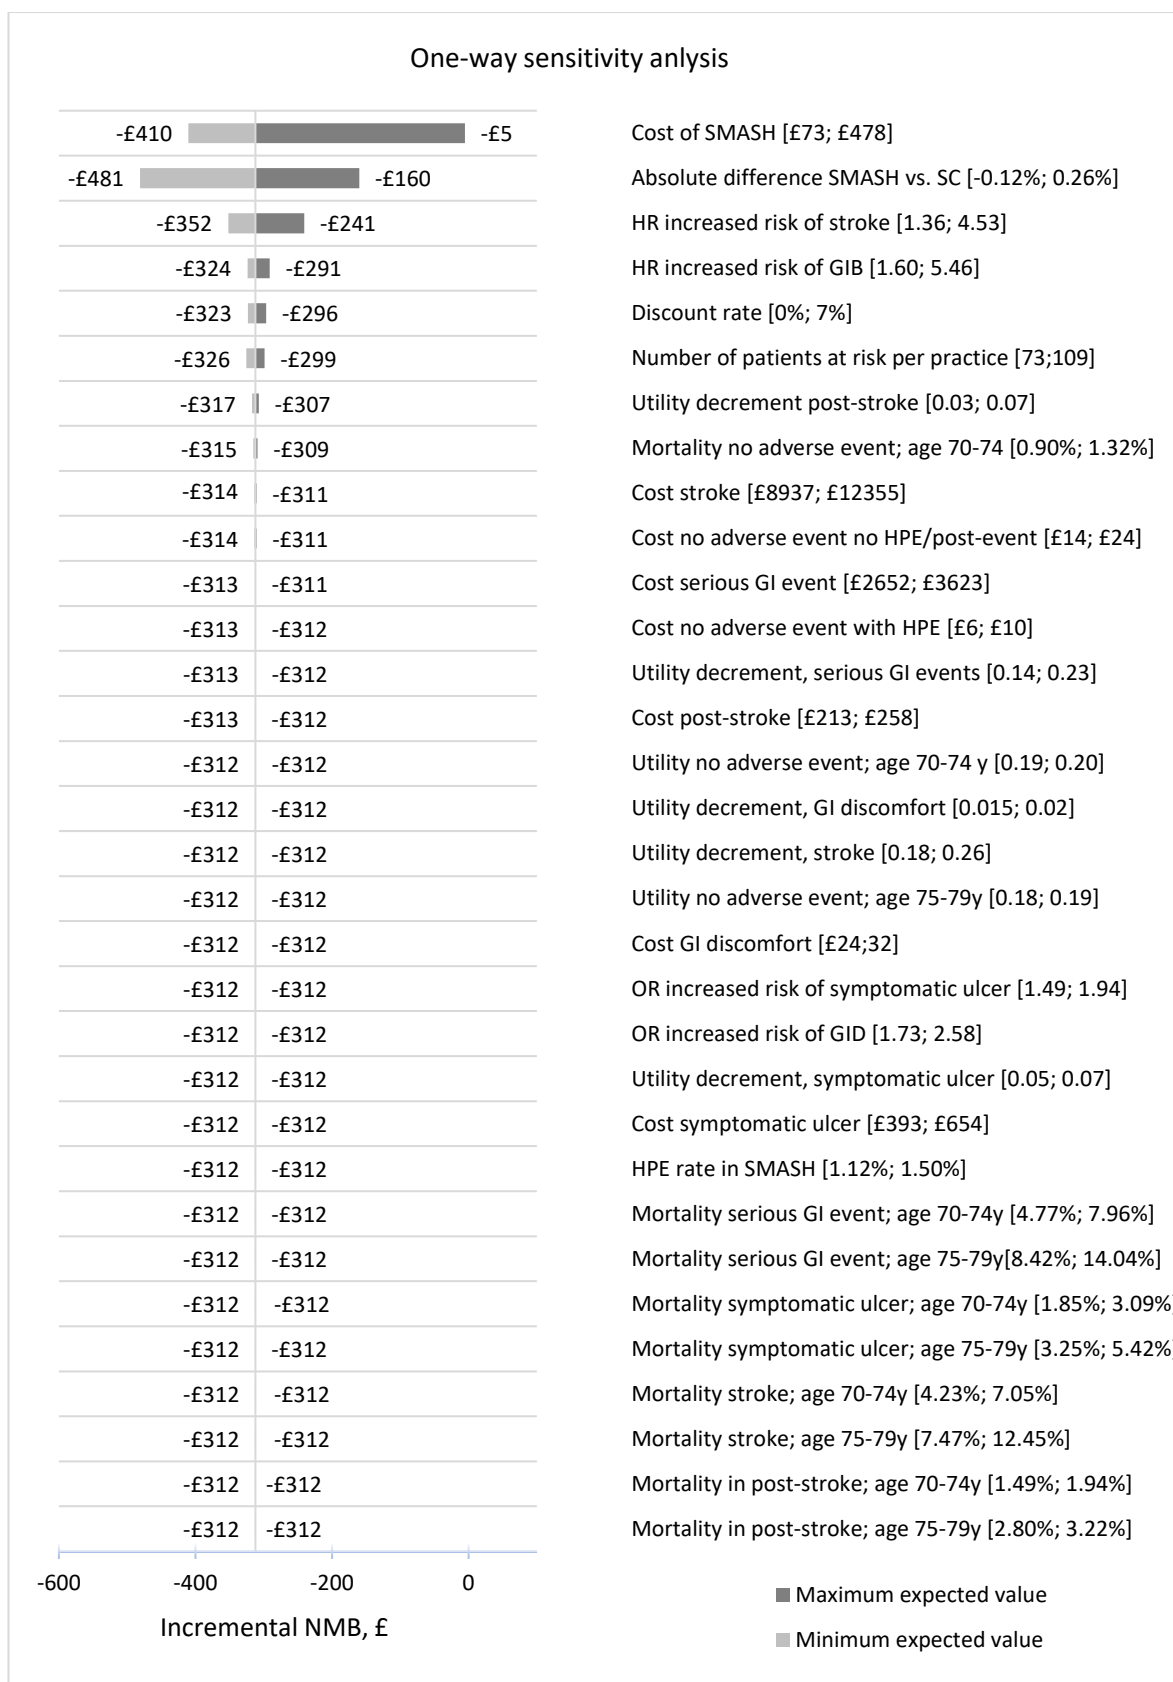 One-way sensitivity anlysis
-£410 -£5 Cost of SMASH [£73; £478]
-£481 -£160 Absolute difference SMASH vs. SC [-0.12%; 0.26%]
-£352 -£241 HR increased risk of stroke [1.36; 4.53]
-£324 -£291 HR increased risk of GIB [1.60; 5.46]
-£323 -£296 Discount rate [0%; 7%]
-£326 -£299 Number of patients at risk per practice [73;109]
-£317 -£307 Utility decrement post-stroke [0.03; 0.07]
-£315 -£309 Mortality no adverse event; age 70-74 [0.90%; 1.32%]
-£314 -£311 Cost stroke [£8937; £12355]
-£314 -£311 Cost no adverse event no HPE/post-event [£14; £24]
-£313 -£311 Cost serious GI event [£2652; £3623]
-£313 -£312 Cost no adverse event with HPE [£6; £10]
-£313 -£312 Utility decrement, serious GI events [0.14; 0.23]
-£313 -£312 Cost post-stroke [£213; £258]
-£312 -£312 Utility no adverse event; age 70-74 y [0.19; 0.20]
-£312 -£312 Utility decrement, GI discomfort [0.015; 0.02]
-£312 -£312 Utility decrement, stroke [0.18; 0.26]
-£312 -£312 Utility no adverse event; age 75-79y [0.18; 0.19]
-£312 -£312 Cost GI discomfort [£24;32]
-£312 -£312 OR increased risk of symptomatic ulcer [1.49; 1.94]
-£312 -£312 OR increased risk of GID [1.73; 2.58]
-£312 -£312 Utility decrement, symptomatic ulcer [0.05; 0.07]
-£312 -£312 Cost symptomatic ulcer [£393; £654]
-£312 -£312 HPE rate in SMASH [1.12%; 1.50%]
-£312 -£312 Mortality serious GI event; age 70-74y [4.77%; 7.96%]
-£312 -£312 Mortality serious GI event; age 75-79y[8.42%; 14.04%]
-£312 -£312 Mortality symptomatic ulcer; age 70-74y [1.85%; 3.09%]
-£312 -£312 Mortality symptomatic ulcer; age 75-79y [3.25%; 5.42%]
-£312 -£312 Mortality stroke; age 70-74y [4.23%; 7.05%]
-£312 -£312 Mortality stroke; age 75-79y [7.47%; 12.45%]
-£312 -£312 Mortality in post-stroke; age 70-74y [1.49%; 1.94%]
-£312 -£312 Mortality in post-stroke; age 75-79y [2.80%; 3.22%]
-600 -400 -200 0
Incremental NMB, £
Maximum expected value
Minimum expected value